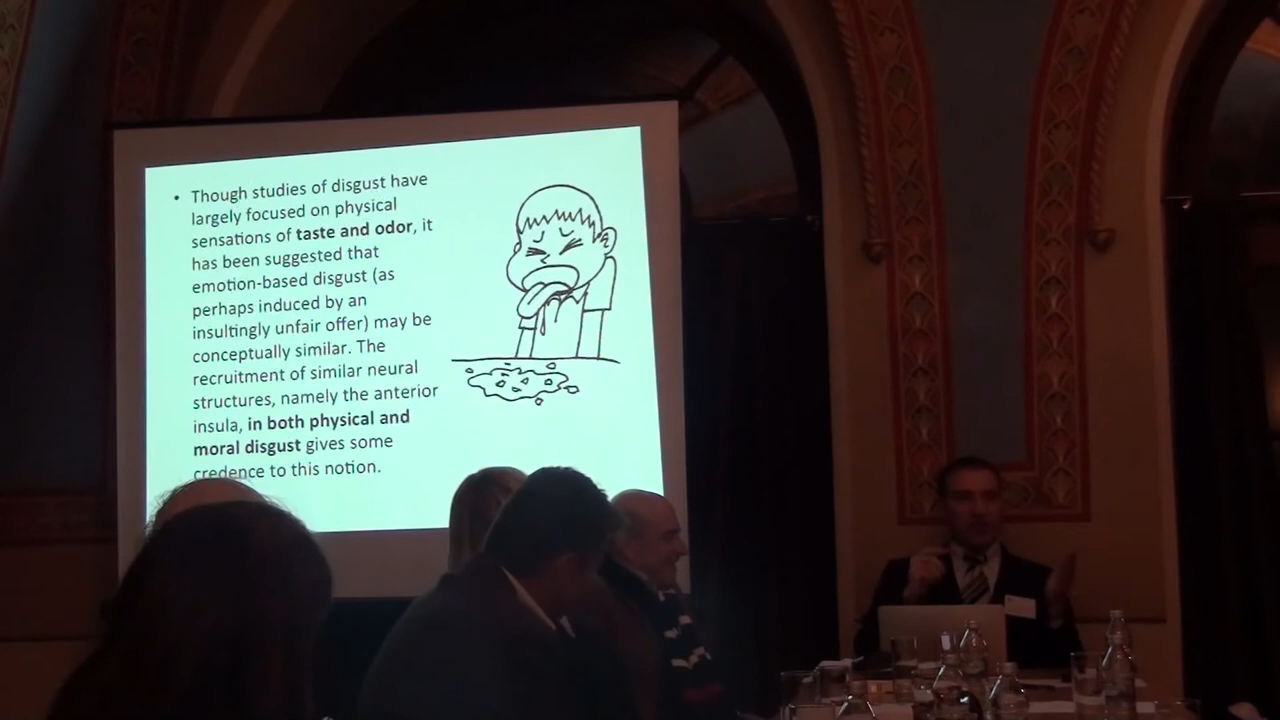 • Though studies of disgust have
largely focused on physical
sensations of taste and odor, it
has been suggested that
emotion-based disgust (as
perhaps induced by an
insultingly unfair offer) may be
conceptually similar. The
recruitment of similar neural
structures, namely the anterior
insula, in both physical and
moral disgust gives some
credence to this notion.